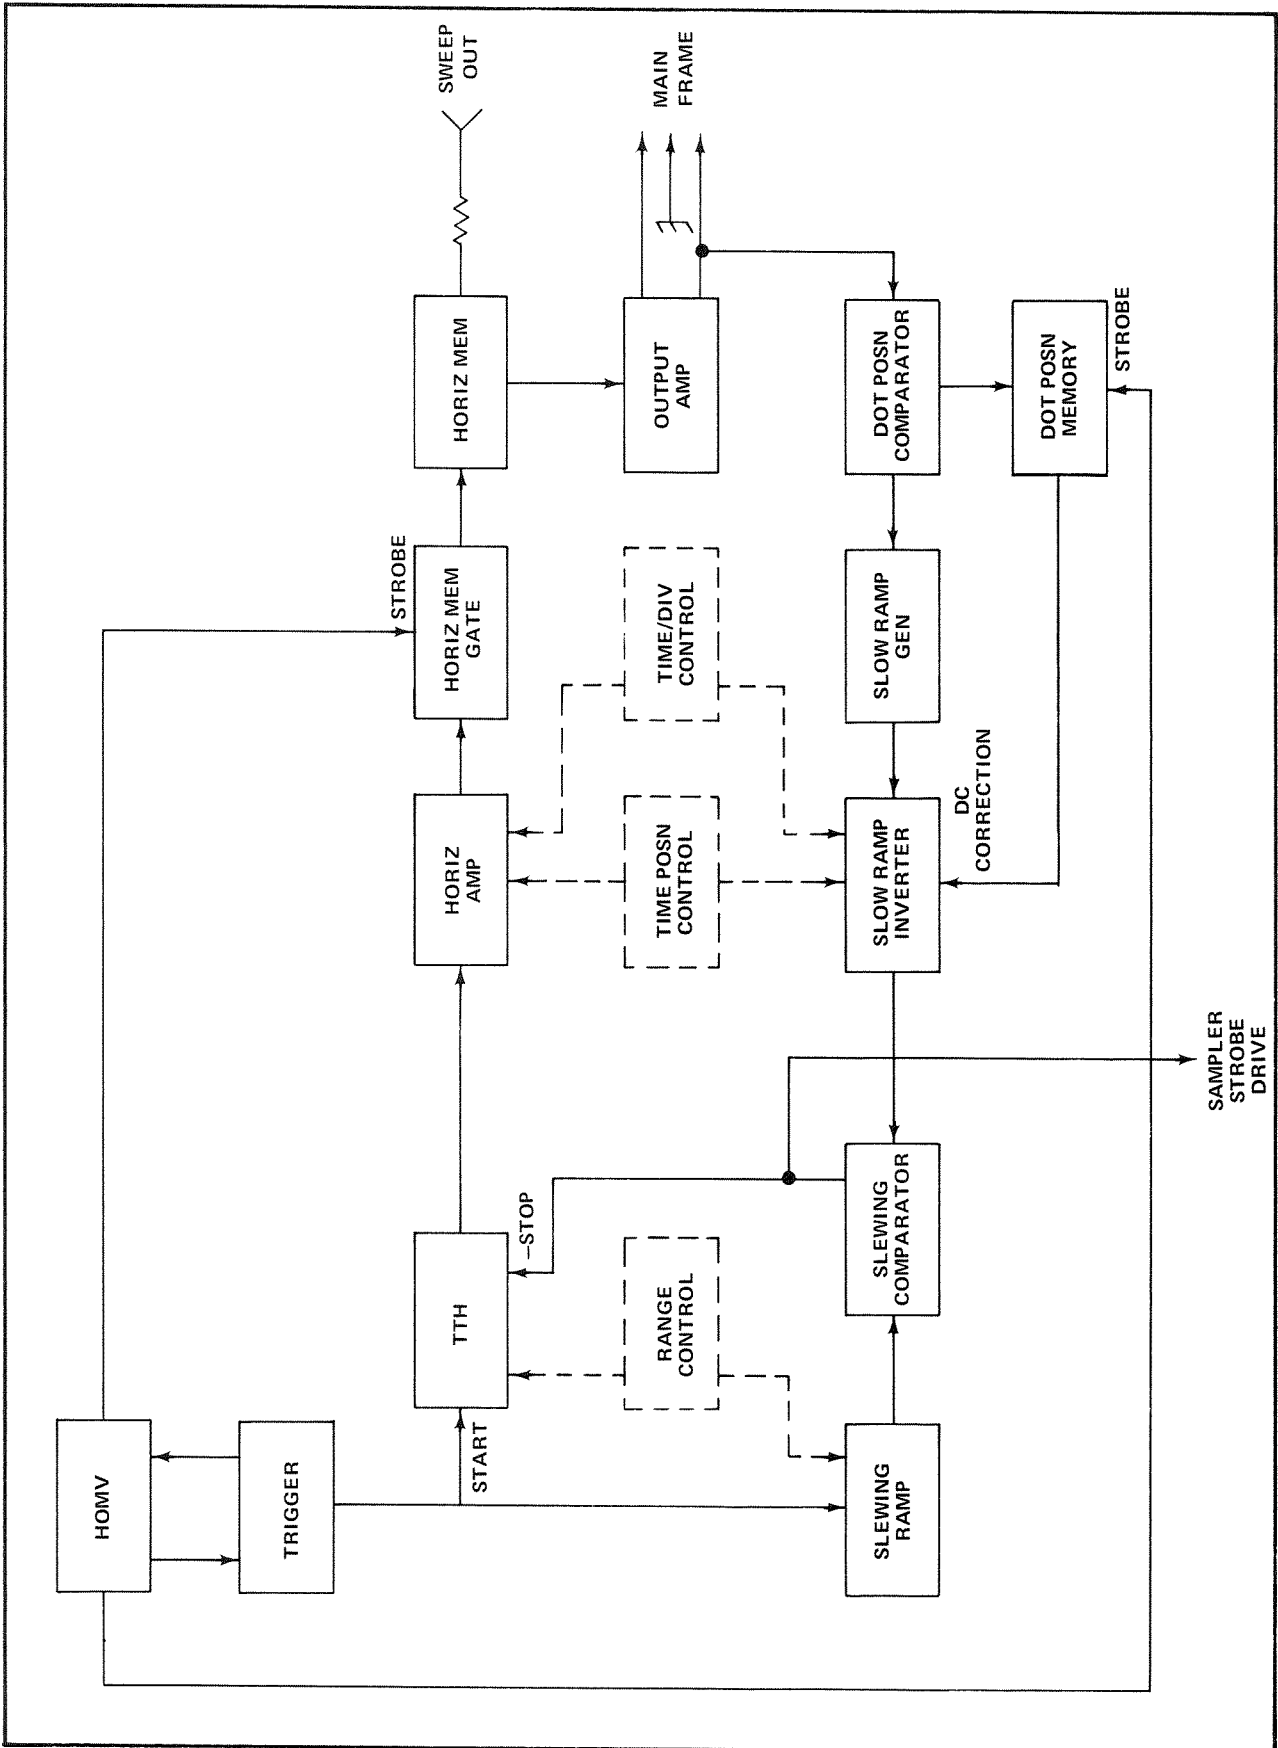 HOMV
TRIGGER
START
TTH
–STOP
HORIZ
AMP
STROBE
HORIZ MEM
GATE
HORIZ MEM
SWEEP
OUT
RANGE
CONTROL
TIME POSN
CONTROL
TIME/DIV
CONTROL
OUTPUT
AMP
MAIN
FRAME
SLEWING
RAMP
SLEWING
COMPARATOR
SLOW RAMP
INVERTER
SLOW RAMP
GEN
DOT POSN
COMPARATOR
DC
CORRECTION
DOT POSN
MEMORY
STROBE
SAMPLER
STROBE
DRIVE